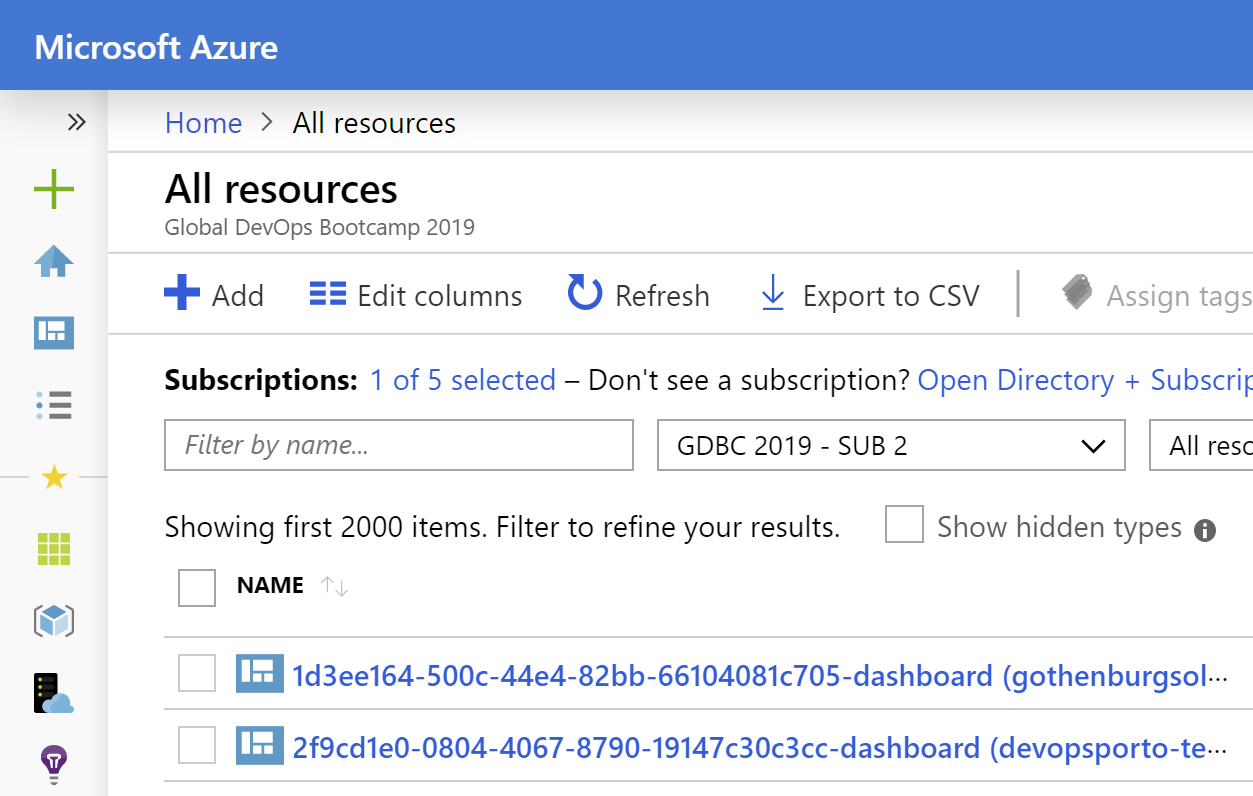 Microsoft Azure
Home > All resources
All resources
Global DevOps Bootcamp 2019
Add Edit columns Refresh Export to CSV Assign tags
Subscriptions: 1 of 5 selected – Don't see a subscription? Open Directory + Subscrip
Filter by name... GDBC 2019 - SUB 2 All reso
Showing first 2000 items. Filter to refine your results. Show hidden types
NAME
1d3ee164-500c-44e4-82bb-66104081c705-dashboard (gothenburgsol···
2f9cd1e0-0804-4067-8790-19147c30c3cc-dashboard (devopsporto-te···